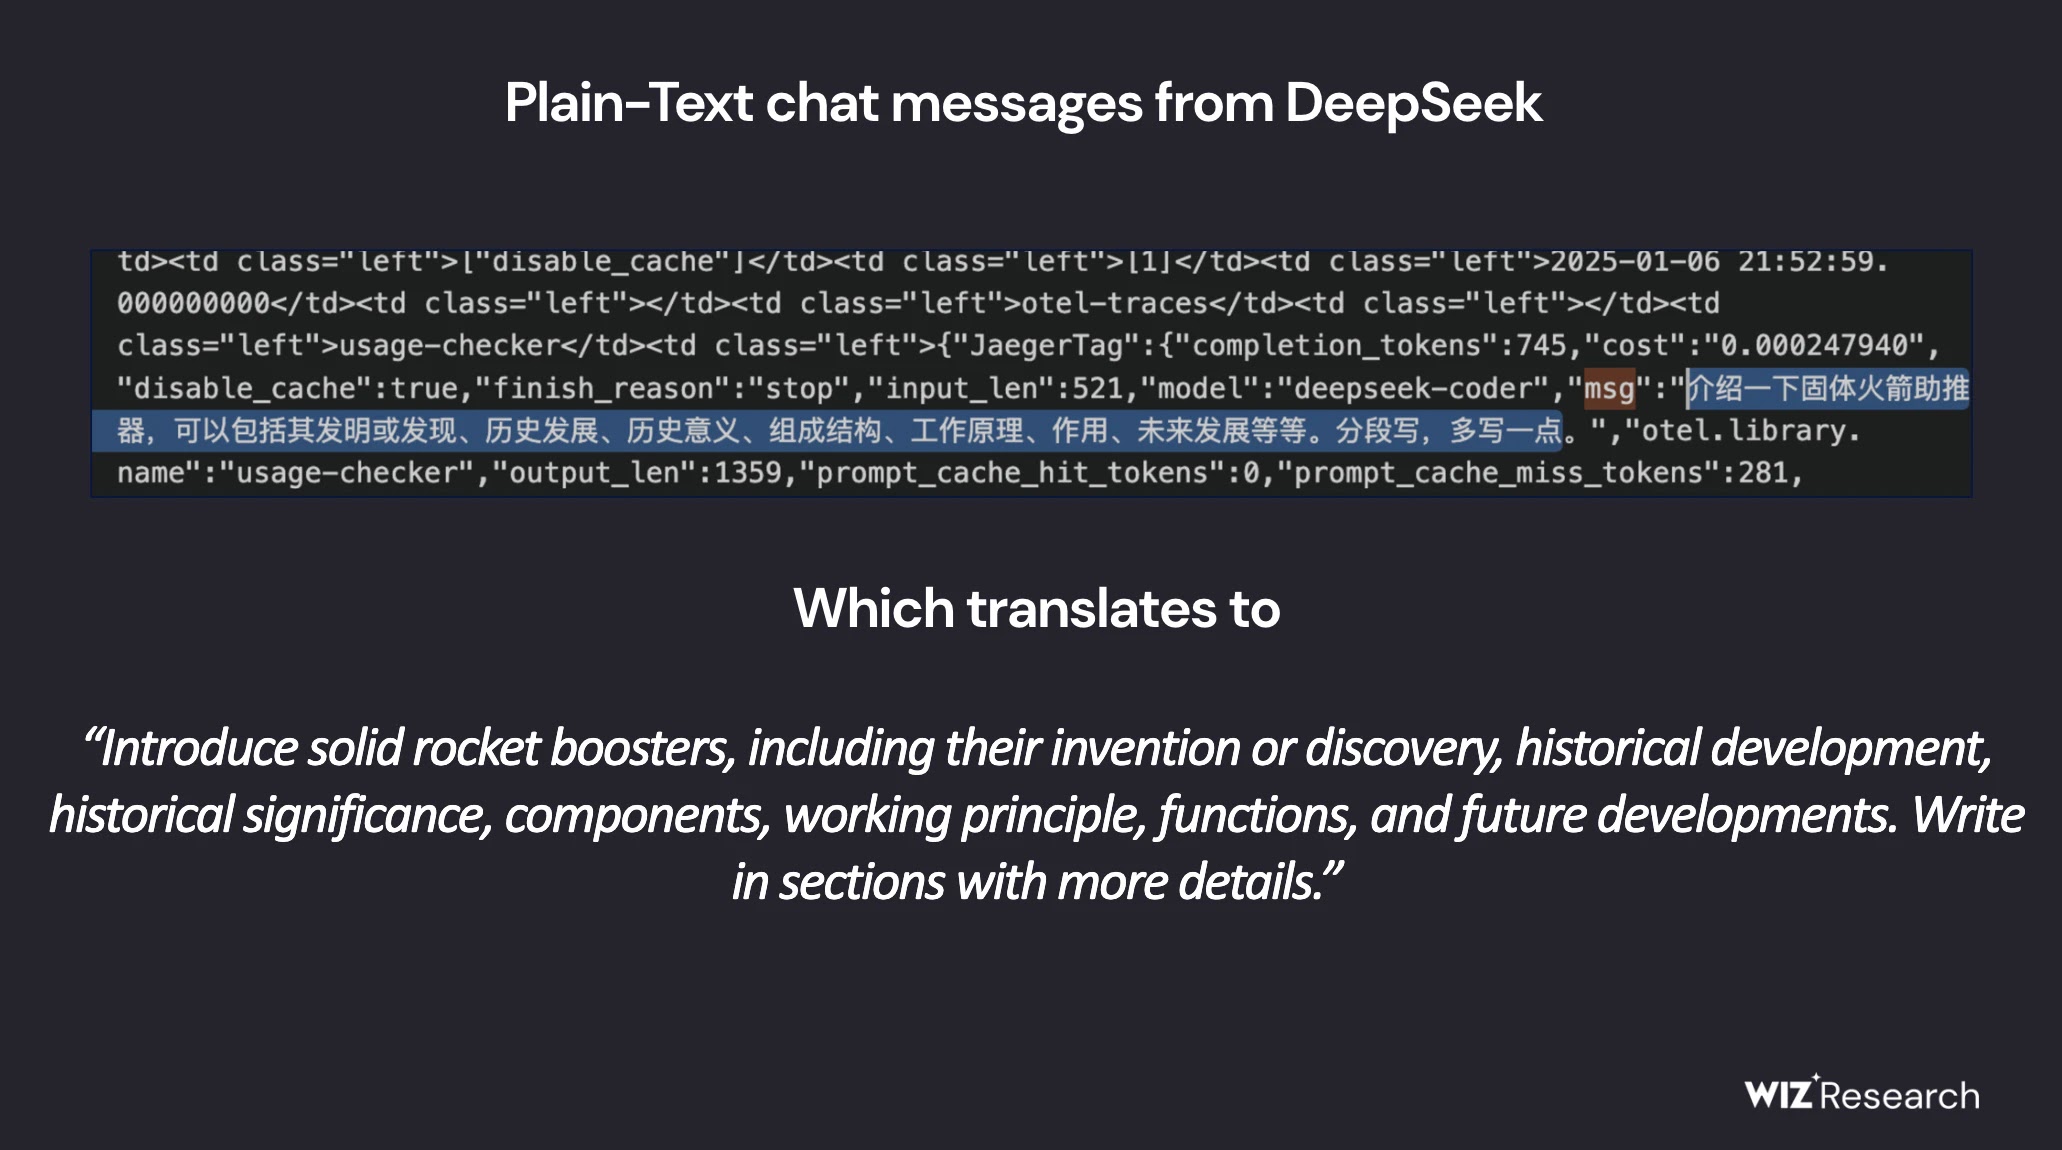 Plain-Text chat messages from DeepSeek
td><td class="left">["disable_cache"]</td><td class="left">[1]</td><td class="left">2025-01-06 21:52:59.
000000000</td><td class="left"></td><td class="left">otel-traces</td><td class="left"></td><td
class="left">usage-checker</td><td class="left">{"JaegerTag":{"completion_tokens":745,"cost":"0.000247940",
"disable_cache":true,"finish_reason":"stop","input_len":521,"model":"deepseek-coder","msg":"介绍一下固体火箭助推
器，可以包括其发明或发现、历史发展、历史意义、组成结构、工作原理、作用、未来发展等等。分段写，多写一点。","otel.library.
name":"usage-checker","output_len":1359,"prompt_cache_hit_tokens":0,"prompt_cache_miss_tokens":281,
Which translates to
“Introduce solid rocket boosters, including their invention or discovery, historical development,
historical significance, components, working principle, functions, and future developments. Write
in sections with more details.”
WIZ Research